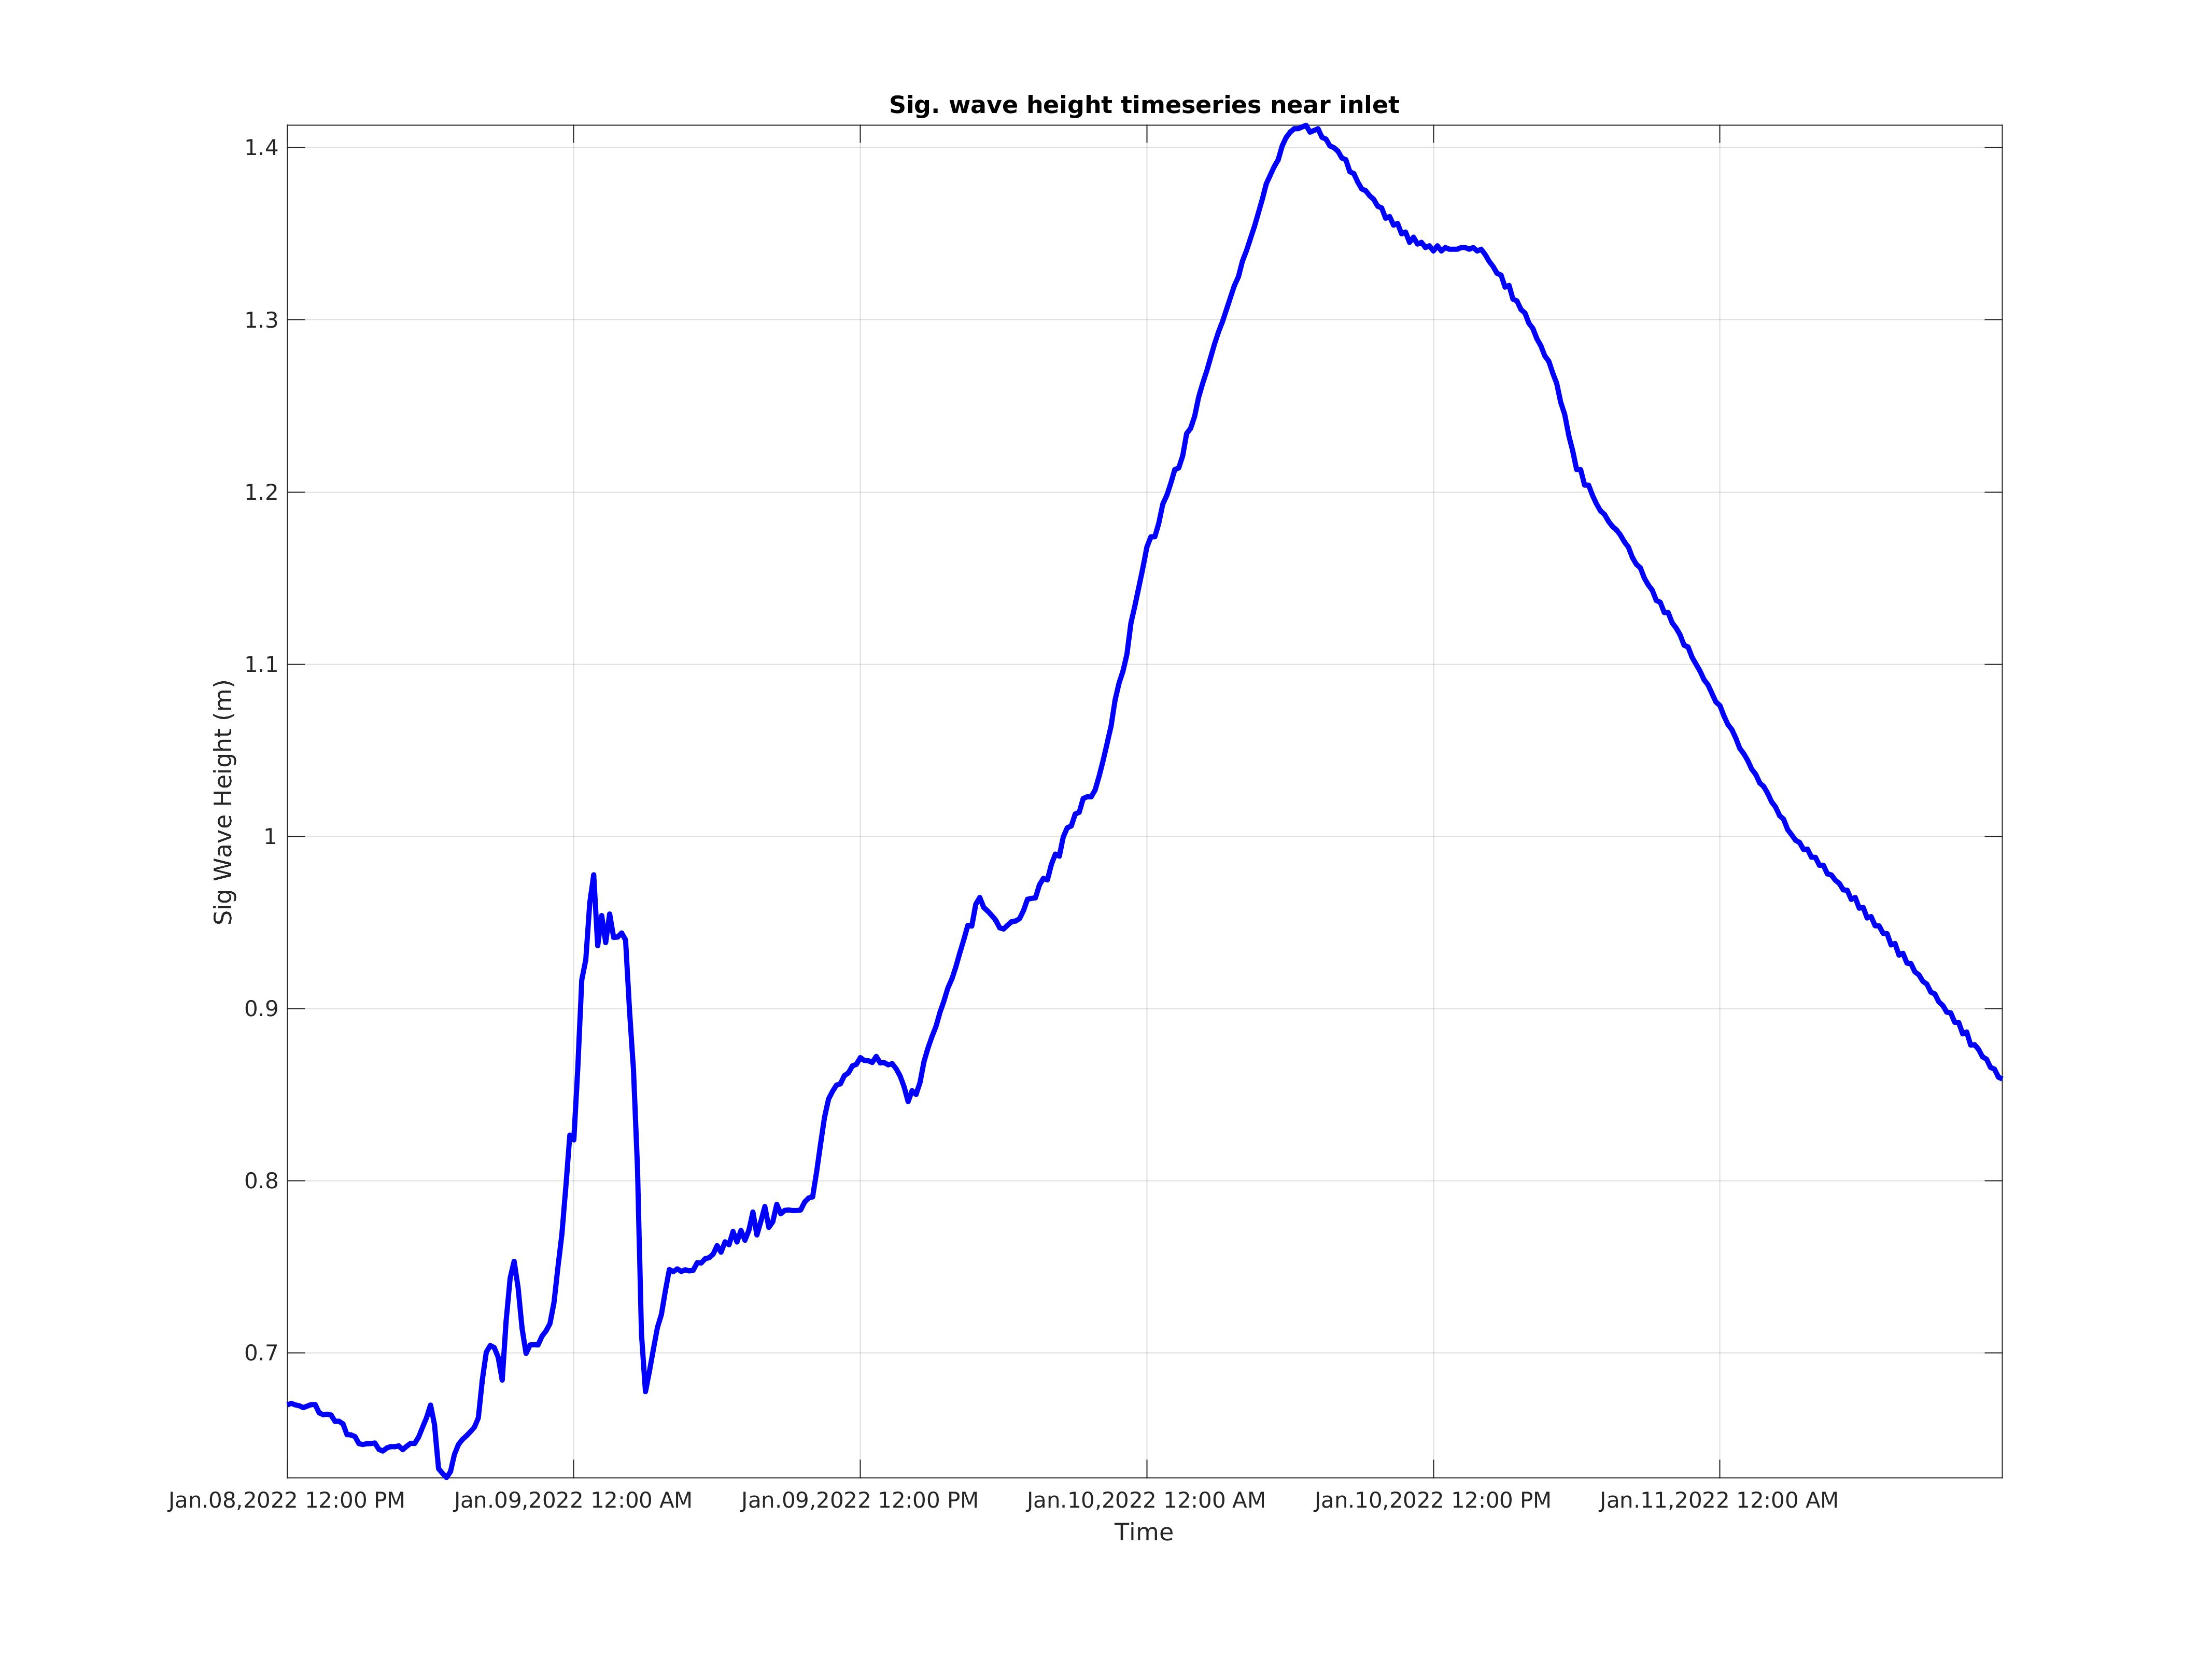 Sig. wave height timeseries near inlet
1.4
1.3
1.2
1.1
1
0.9
0.8
0.7
Sig Wave Height (m)
Jan.08,2022 12:00 PM
Jan.09,2022 12:00 AM
Jan.09,2022 12:00 PM
Jan.10,2022 12:00 AM
Jan.10,2022 12:00 PM
Jan.11,2022 12:00 AM
Time